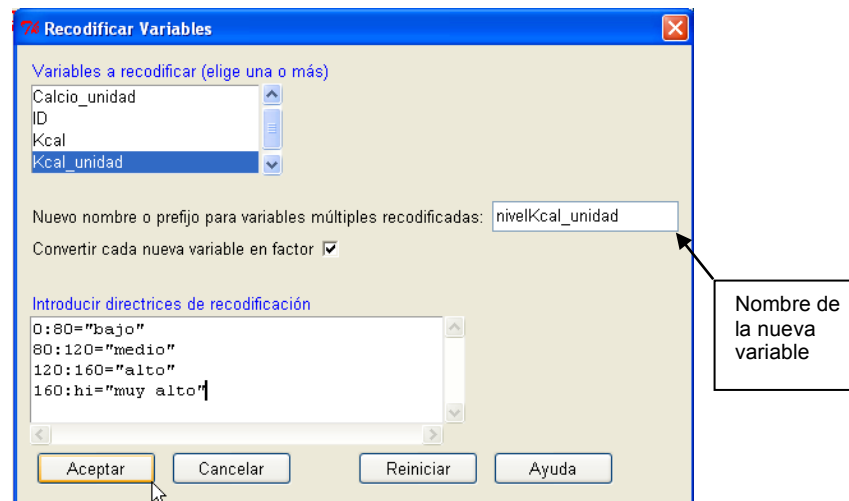 Recodificar Variables
Variables a recodificar (elige una o más)
Calcio_unidad
ID
Kcal
Kcal_unidad
Nuevo nombre o prefijo para variables múltiples recodificadas: nivelKcal_unidad
Convertir cada nueva variable en factor
Introducir directrices de recodificación
0:80="bajo"
80:120="medio"
120:160="alto"
160:hi="muy alto"
Aceptar Cancelar Reiniciar Ayuda
Nombre de
la nueva
variable